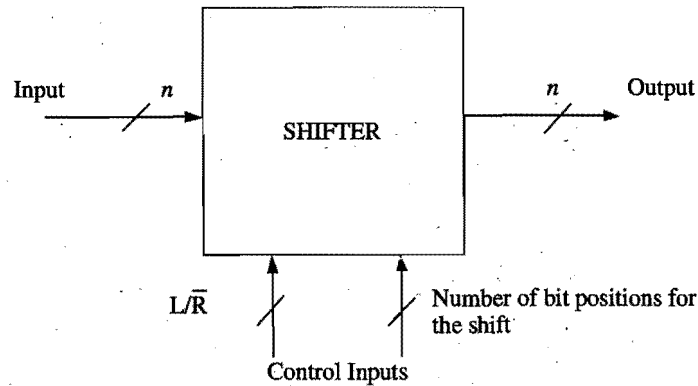 Input
n
n
Output
SHIFTER
L/R̅
Number of bit positions for
the shift
Control Inputs